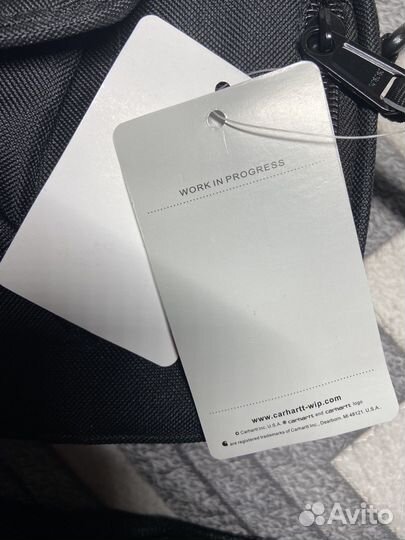 WORK IN PROGRESS
www.carhartt-wip.com
© Carhartt Inc. U.S.A. ® carhartt and carhartt logo
are registered trademarks of Carhartt Inc., Dearborn, MI 48121, U.S.A.
Avito